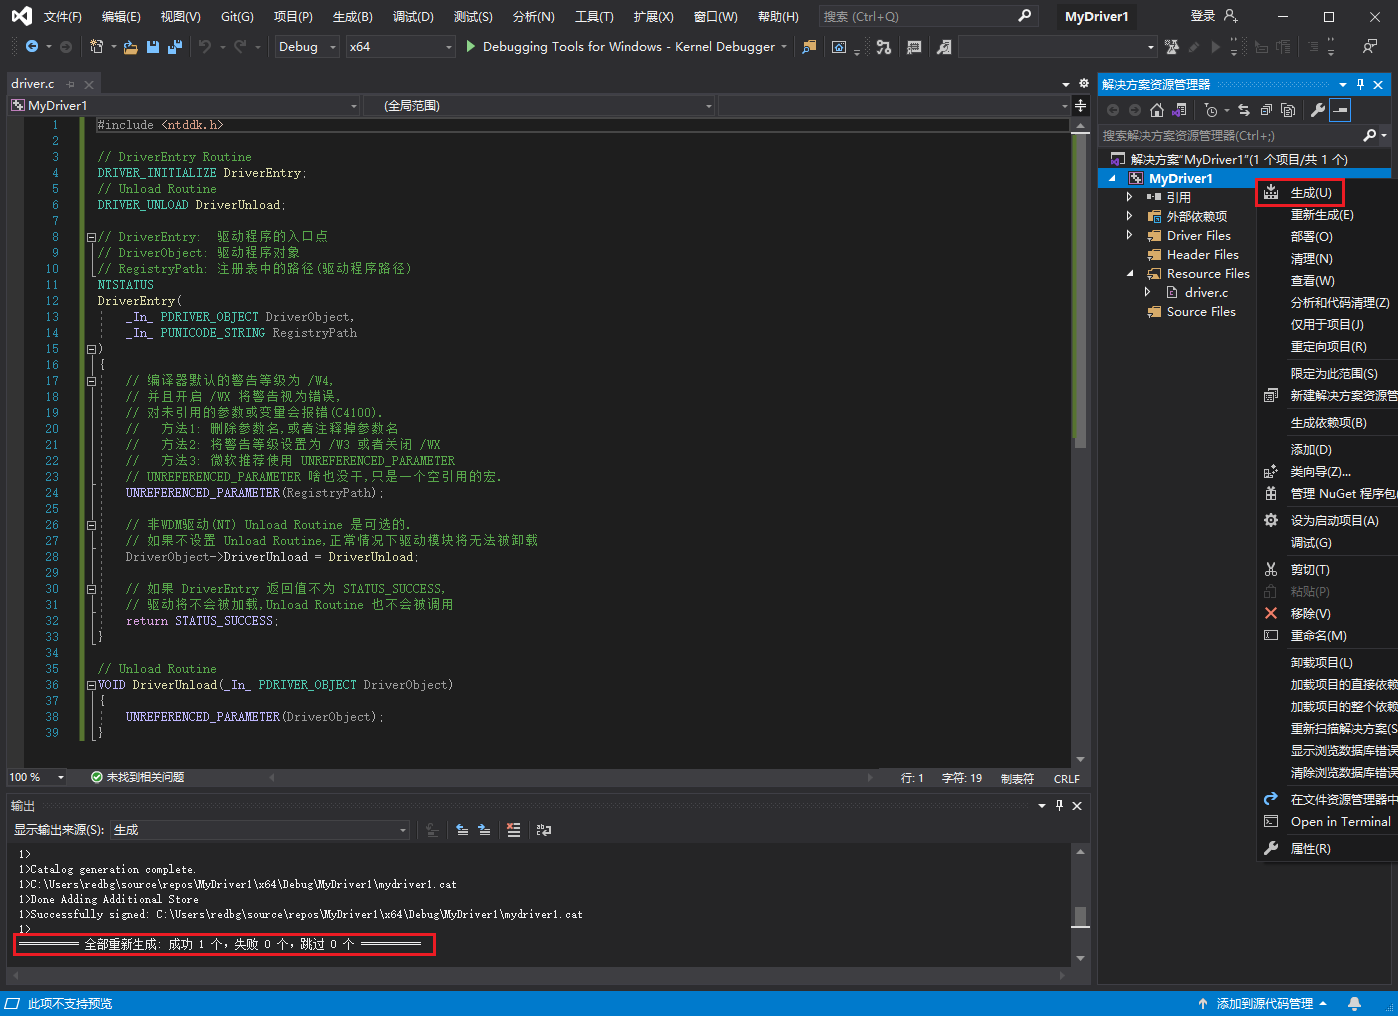 文件(F) 编辑(E) 视图(V) Git(G) 项目(P) 生成(B) 调试(D) 测试(S) 分析(N) 工具(T) 扩展(X) 窗口(W) 帮助(H) 搜索 (Ctrl+Q) MyDriver1 登录
Debug x64 Debugging Tools for Windows - Kernel Debugger
driver.c
MyDriver1 (全局范围)
1 #include <ntddk.h>
2
3 // DriverEntry Routine
4 DRIVER_INITIALIZE DriverEntry;
5 // Unload Routine
6 DRIVER_UNLOAD DriverUnload;
7
8 // DriverEntry: 驱动程序的入口点
9 // DriverObject: 驱动程序对象
10 // RegistryPath: 注册表中的路径(驱动程序路径)
11 NTSTATUS
12 DriverEntry(
13 _In_ PDRIVER_OBJECT DriverObject,
14 _In_ PUNICODE_STRING RegistryPath
15 )
16 {
17 // 编译器默认的警告等级为 /W4,
18 // 并且开启 /WX 将警告视为错误,
19 // 对未引用的参数或变量会报错(C4100).
20 // 方法1: 删除参数名,或者注释掉参数名
21 // 方法2: 将警告等级设置为 /W3 或者关闭 /WX
22 // 方法3: 微软推荐使用 UNREFERENCED_PARAMETER
23 // UNREFERENCED_PARAMETER 啥也没干,只是一个空引用的宏.
24 UNREFERENCED_PARAMETER(RegistryPath);
25
26 // 非WDM驱动(NT) Unload Routine 是可选的.
27 // 如果不设置 Unload Routine,正常情况下驱动模块将无法被卸载
28 DriverObject->DriverUnload = DriverUnload;
29
30 // 如果 DriverEntry 返回值不为 STATUS_SUCCESS,
31 // 驱动将不会被加载,Unload Routine 也不会被调用
32 return STATUS_SUCCESS;
33 }
34
35 // Unload Routine
36 VOID DriverUnload(_In_ PDRIVER_OBJECT DriverObject)
37 {
38 UNREFERENCED_PARAMETER(DriverObject);
39 }
100 % 未找到相关问题 行: 1 字符: 19 制表符 CRLF
输出
显示输出来源(S): 生成
1>
1>Catalog generation complete.
1>C:\Users\redbg\source\repos\MyDriver1\x64\Debug\MyDriver1\mydriver1.cat
1>Done Adding Additional Store
1>Successfully signed: C:\Users\redbg\source\repos\MyDriver1\x64\Debug\MyDriver1\mydriver1.cat
1>
========== 全部重新生成: 成功 1 个，失败 0 个，跳过 0 个 ==========
解决方案资源管理器
搜索解决方案资源管理器(Ctrl+;)
解决方案"MyDriver1"(1 个项目/共 1 个)
MyDriver1
引用
外部依赖项
Driver Files
Header Files
Resource Files
driver.c
Source Files
生成(U)
重新生成(E)
部署(O)
清理(N)
查看(W)
分析和代码清理(Z)
仅用于项目(J)
重定向项目(R)
限定为此范围(S)
新建解决方案资源管
生成依赖项(B)
添加(D)
类向导(Z)...
管理 NuGet 程序包(
设为启动项目(A)
调试(G)
剪切(T)
粘贴(P)
移除(V)
重命名(M)
卸载项目(L)
加载项目的直接依赖
加载项目的整个依赖
重新扫描解决方案(S
显示浏览数据库错误
清除浏览数据库错误
在文件资源管理器中
Open in Terminal
属性(R)
此项不支持预览 添加到源代码管理